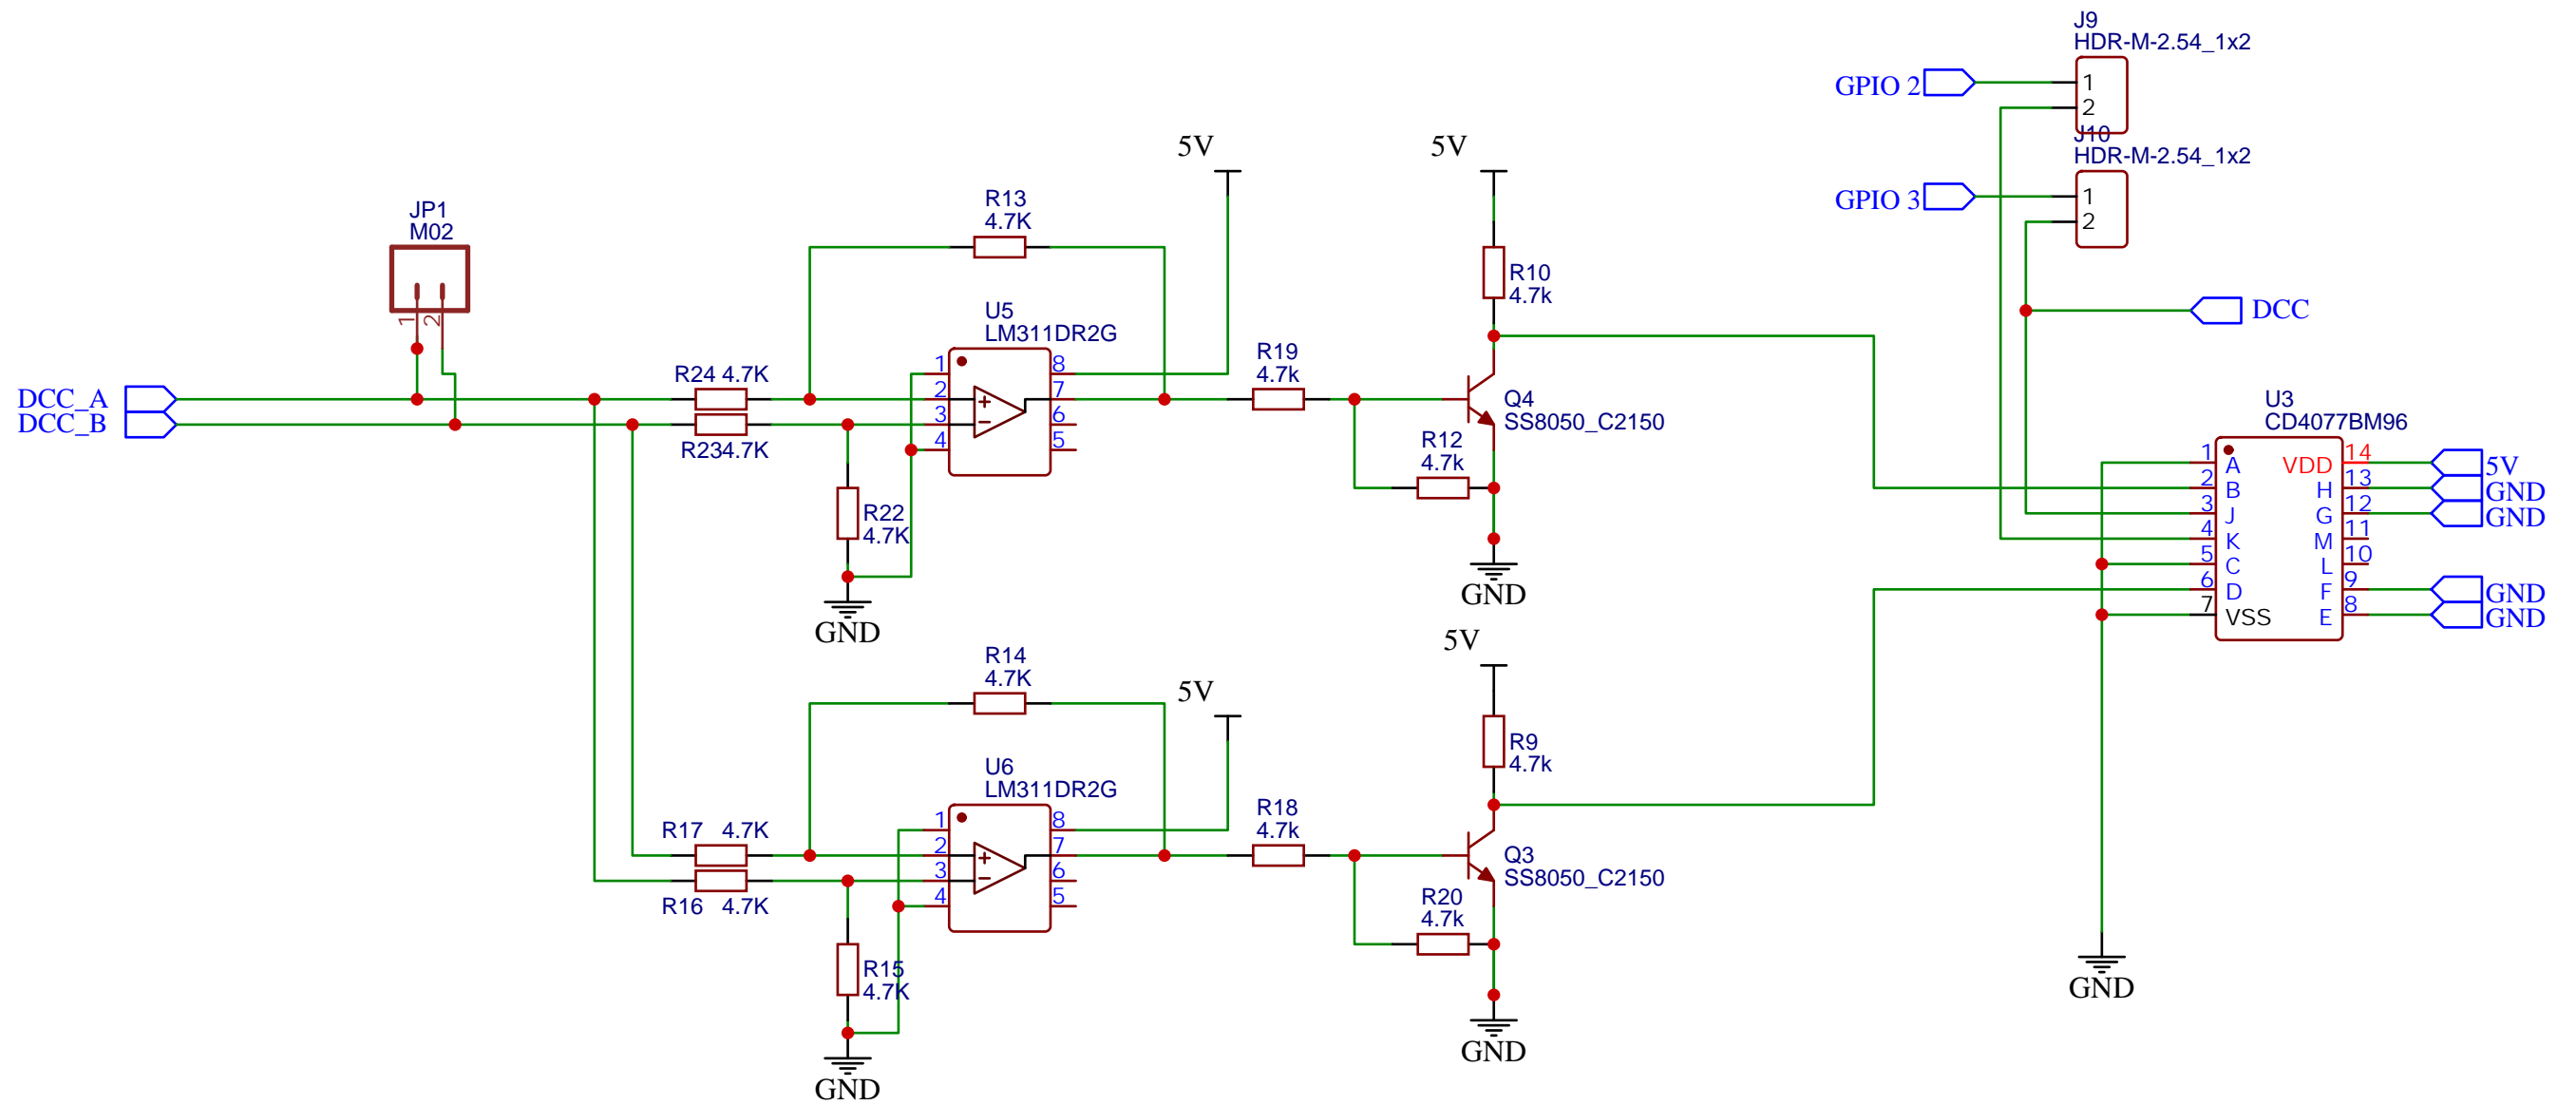 J9
HDR-M-2.54_1x2
GPIO 2
1
2
J10
HDR-M-2.54_1x2
GPIO 3
1
2
DCC
JP1
M02
1
2
DCC_A
DCC_B
R24 4.7K
R234.7K
R13
4.7K
U5
LM311DR2G
1
2
3
4
8
7
6
5
+
−
5V
R22
4.7K
GND
R19
4.7k
5V
R10
4.7k
Q4
SS8050_C2150
R12
4.7k
GND
R14
4.7K
U6
LM311DR2G
1
2
3
4
8
7
6
5
+
−
5V
R17 4.7K
R16 4.7K
R15
4.7K
GND
R18
4.7k
5V
R9
4.7k
Q3
SS8050_C2150
R20
4.7k
GND
U3
CD4077BM96
1 A VDD 14 5V
2 B H 13 GND
3 J G 12 GND
4 K M 11
5 C L 10
6 D F 9 GND
7 VSS E 8 GND
GND